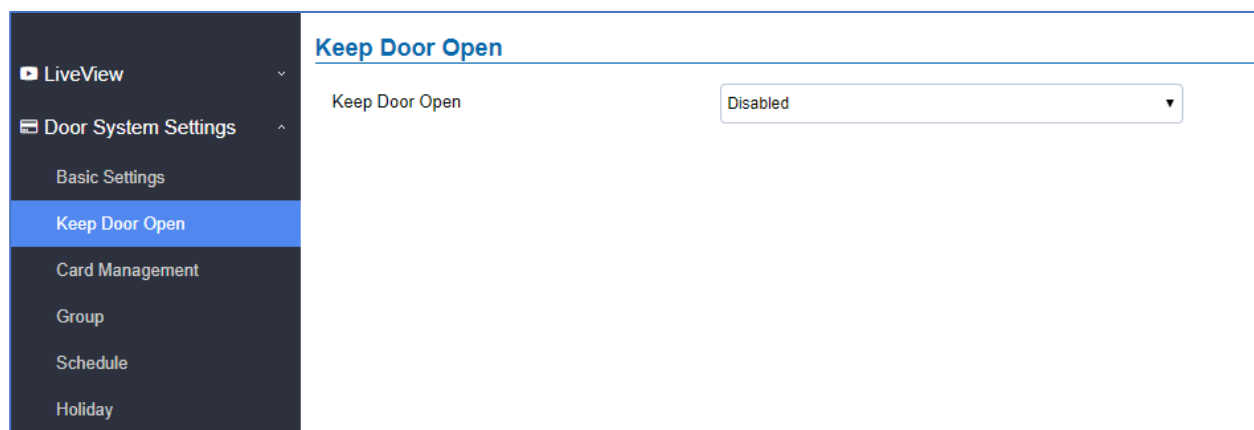 LiveView
Door System Settings
Basic Settings
Keep Door Open
Card Management
Group
Schedule
Holiday
Keep Door Open
Keep Door Open
Disabled